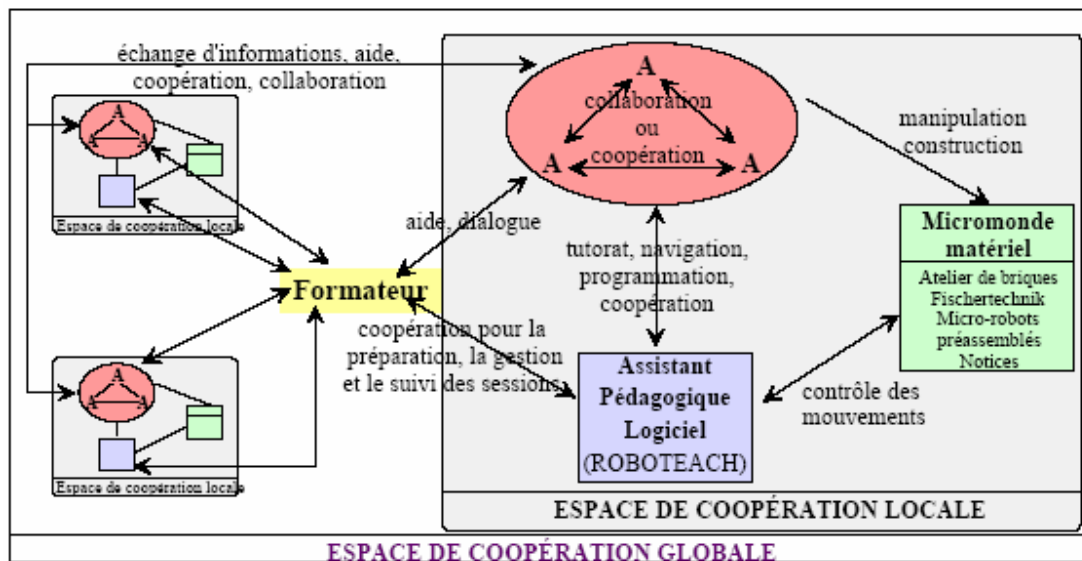 échange d'informations, aide,
coopération, collaboration
A
A
A
Espace de coopération locale
A
collaboration
ou
coopération
A
A
manipulation
construction
aide, dialogue
tutorat, navigation,
programmation,
coopération
Micromonde
matériel
Atelier de briques
Fischertechnik
Micro-robots
préassemblés
Notices
Formateur
coopération pour la
préparation, la gestion
et le suivi des sessions
Assistant
Pédagogique
Logiciel
(ROBOTEACH)
contrôle des
mouvements
A
A
A
Espace de coopération locale
ESPACE DE COOPÉRATION LOCALE
ESPACE DE COOPÉRATION GLOBALE